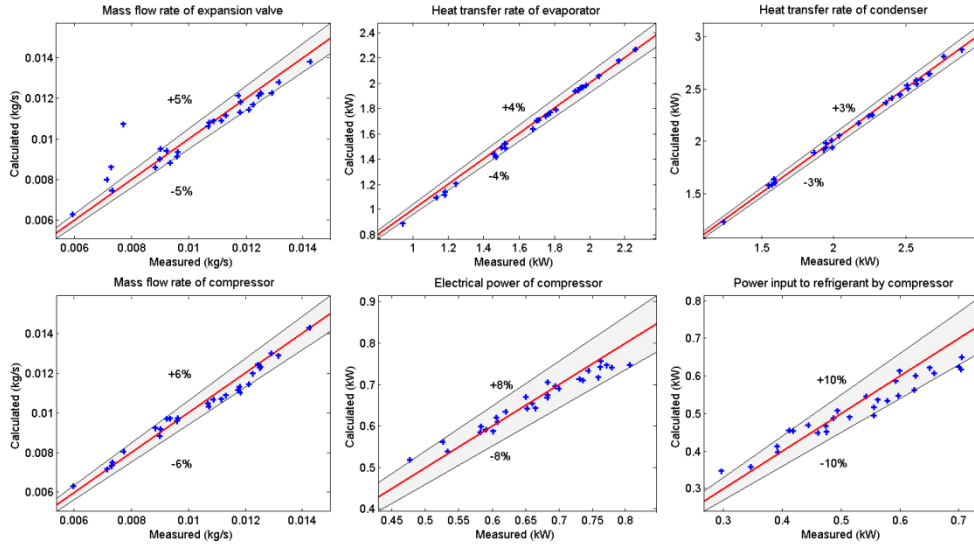 Mass flow rate of expansion valve
0.014
0.012
0.01
0.008
0.006
Calculated (kg/s)
+5%
-5%
0.006 0.008 0.01 0.012 0.014
Measured (kg/s)
Heat transfer rate of evaporator
2.4
2.2
2
1.8
1.6
1.4
1.2
1
0.8
Calculated (kW)
+4%
-4%
1 1.2 1.4 1.6 1.8 2 2.2
Measured (kW)
Heat transfer rate of condenser
3
2.5
2
1.5
Calculated (kW)
+3%
-3%
1.5 2 2.5 3
Measured (kW)
Mass flow rate of compressor
0.014
0.012
0.01
0.008
0.006
Calculated (kg/s)
+6%
-6%
0.006 0.008 0.01 0.012 0.014
Measured (kg/s)
Electrical power of compressor
0.9
0.8
0.7
0.6
0.5
0.4
Calculated (kW)
+8%
-8%
0.45 0.5 0.55 0.6 0.65 0.7 0.75 0.8
Measured (kW)
Power input to refrigerant by compressor
0.8
0.7
0.6
0.5
0.4
0.3
Calculated (kW)
+10%
-10%
0.3 0.4 0.5 0.6 0.7
Measured (kW)